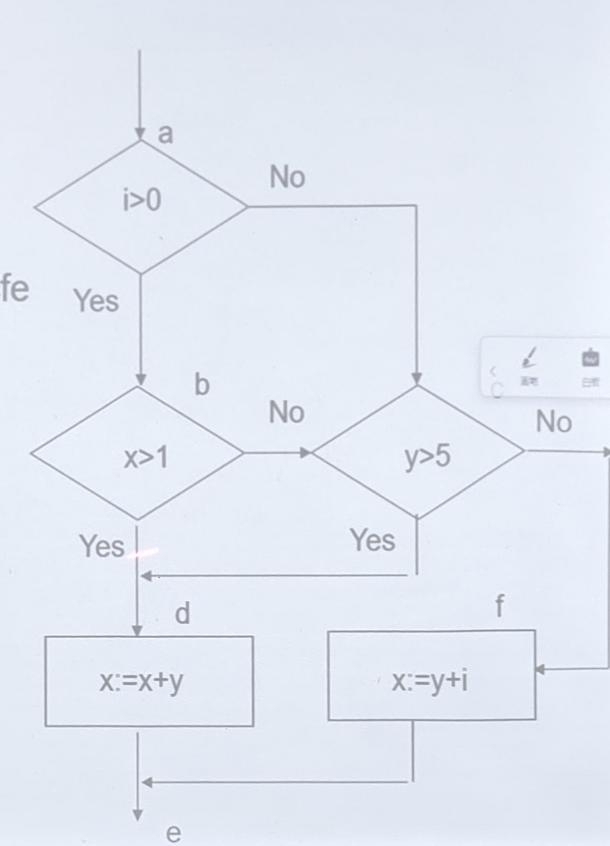 a
i>0
No
fe
Yes
b
No
x>1
y>5
C
No
Yes
Yes
d
f
x:=x+y
x:=y+i
e